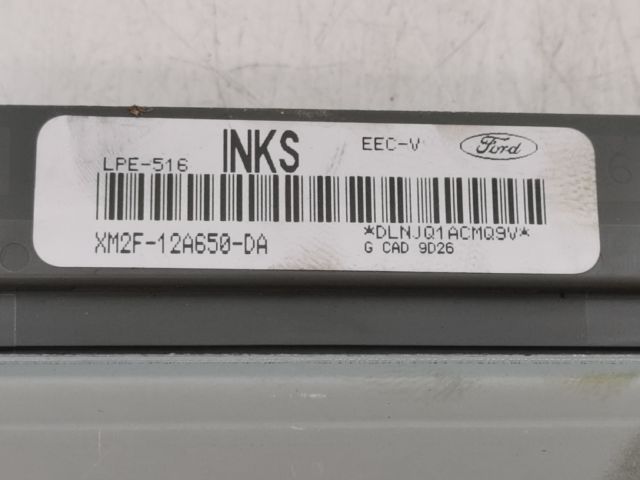 LPE-516 INKS EEC-V Ford
XM2F-12A650-DA *DLNJQ1ACMQ9V*
G CAD 9D26